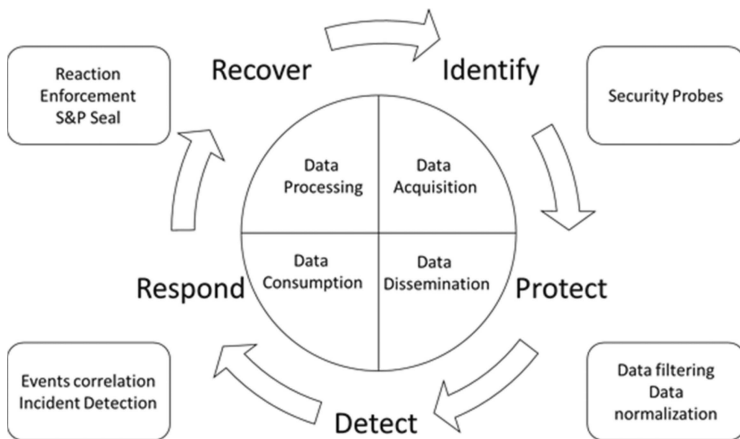 Recover
Identify
Reaction
Enforcement
S&P Seal
Security Probes
Data
Processing
Data
Acquisition
Data
Consumption
Data
Dissemination
Respond
Protect
Events correlation
Incident Detection
Data filtering
Data
normalization
Detect